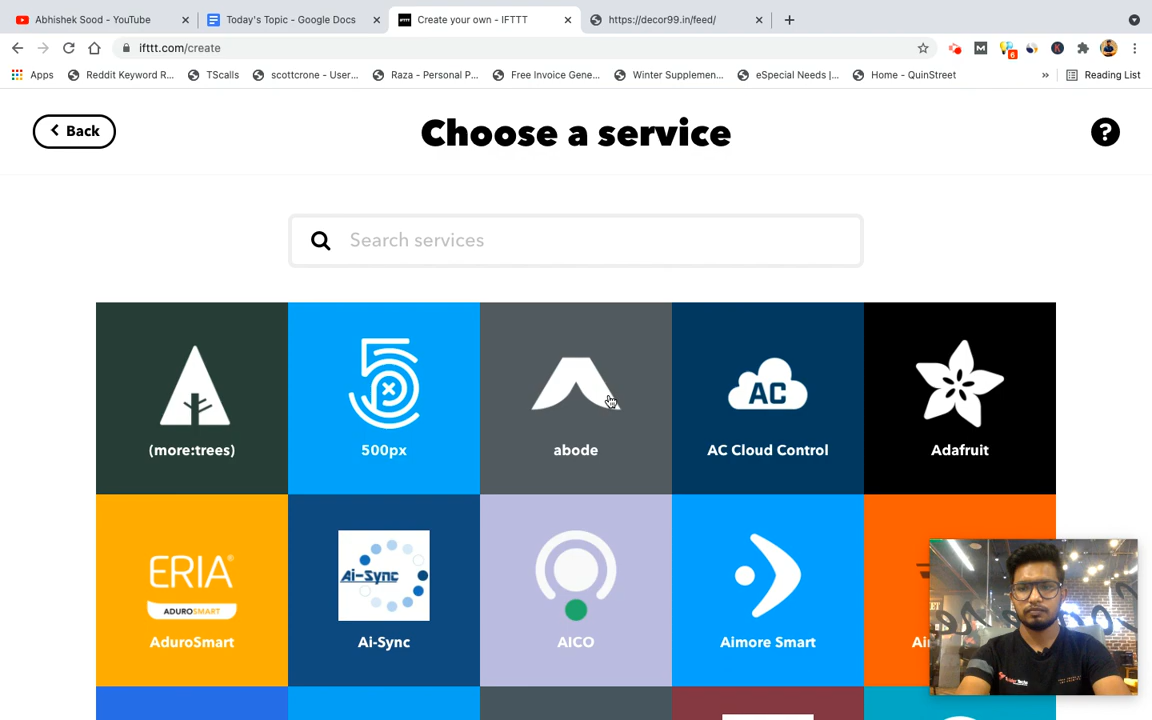 Abhishek Sood - YouTube
Today's Topic - Google Docs
Create your own - IFTTT
https://decor99.in/feed/
ifttt.com/create
Apps
Reddit Keyword R...
TScalls
scottcrone - User...
Raza - Personal P...
Free Invoice Gene...
Winter Supplemen...
eSpecial Needs |...
Home - QuinStreet
Reading List
Back
Choose a service
?
Search services
(more:trees)
500px
abode
AC
AC Cloud Control
Adafruit
ERIA
ADUROSMART
AduroSmart
Ai-Sync
Ai-Sync
AICO
Aimore Smart